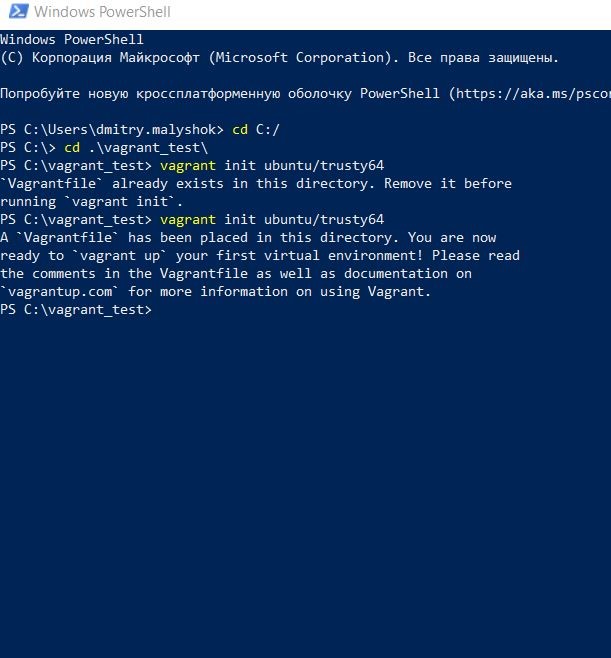 Windows PowerShell
Windows PowerShell
(C) Корпорация Майкрософт (Microsoft Corporation). Все права защищены.
Попробуйте новую кроссплатформенную оболочку PowerShell (https://aka.ms/pscor
PS C:\Users\dmitry.malyshok> cd C:/
PS C:\> cd .\vagrant_test\
PS C:\vagrant_test> vagrant init ubuntu/trusty64
`Vagrantfile` already exists in this directory. Remove it before
running `vagrant init`.
PS C:\vagrant_test> vagrant init ubuntu/trusty64
A `Vagrantfile` has been placed in this directory. You are now
ready to `vagrant up` your first virtual environment! Please read
the comments in the Vagrantfile as well as documentation on
`vagrantup.com` for more information on using Vagrant.
PS C:\vagrant_test>